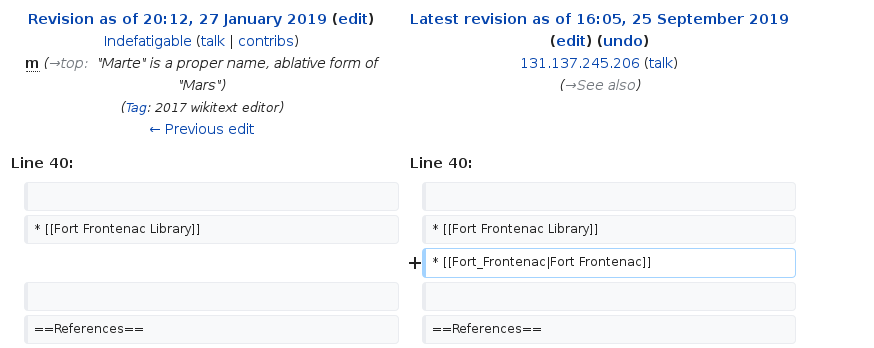 Revision as of 20:12, 27 January 2019 (edit)
Indefatigable (talk | contribs)
m (→top: "Marte" is a proper name, ablative form of
"Mars")
(Tag: 2017 wikitext editor)
← Previous edit
Latest revision as of 16:05, 25 September 2019
(edit) (undo)
131.137.245.206 (talk)
(→See also)
Line 40:
Line 40:
* [[Fort Frontenac Library]]
* [[Fort Frontenac Library]]
+ * [[Fort_Frontenac|Fort Frontenac]]
==References==
==References==